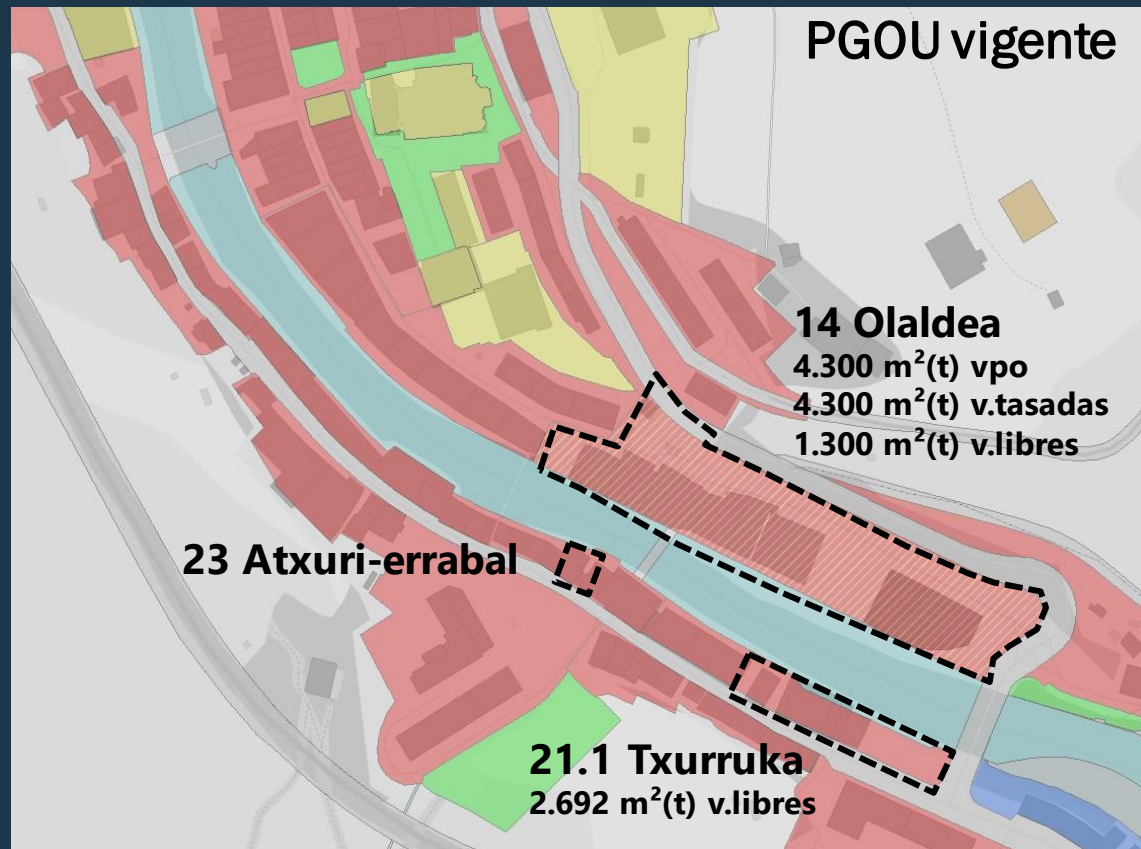 PGOU vigente
14 Olaldea
4.300 m²(t) vpo
4.300 m²(t) v.tasadas
1.300 m²(t) v.libres
23 Atxuri-errabal
21.1 Txurruka
2.692 m²(t) v.libres